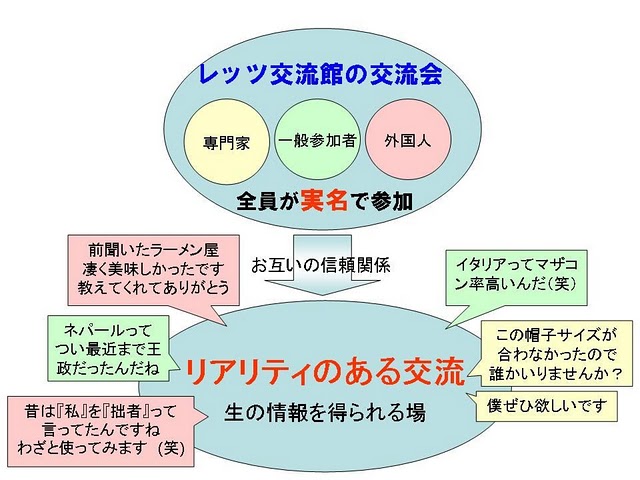 レッツ交流館の交流会
専門家
一般参加者
外国人
全員が実名で参加
お互いの信頼関係
前聞いたラーメン屋
凄く美味しかったです
教えてくれてありがとう
イタリアってマザコ
ン率高いんだ(笑)
ネパールって
つい最近まで王
政だったんだね
この帽子サイズが
合わなかったので
誰かいりませんか?
リアリティのある交流
生の情報を得られる場
僕ぜひ欲しいです
昔は『私』を『拙者』って
言ってたんですね
わざと使ってみます (笑)